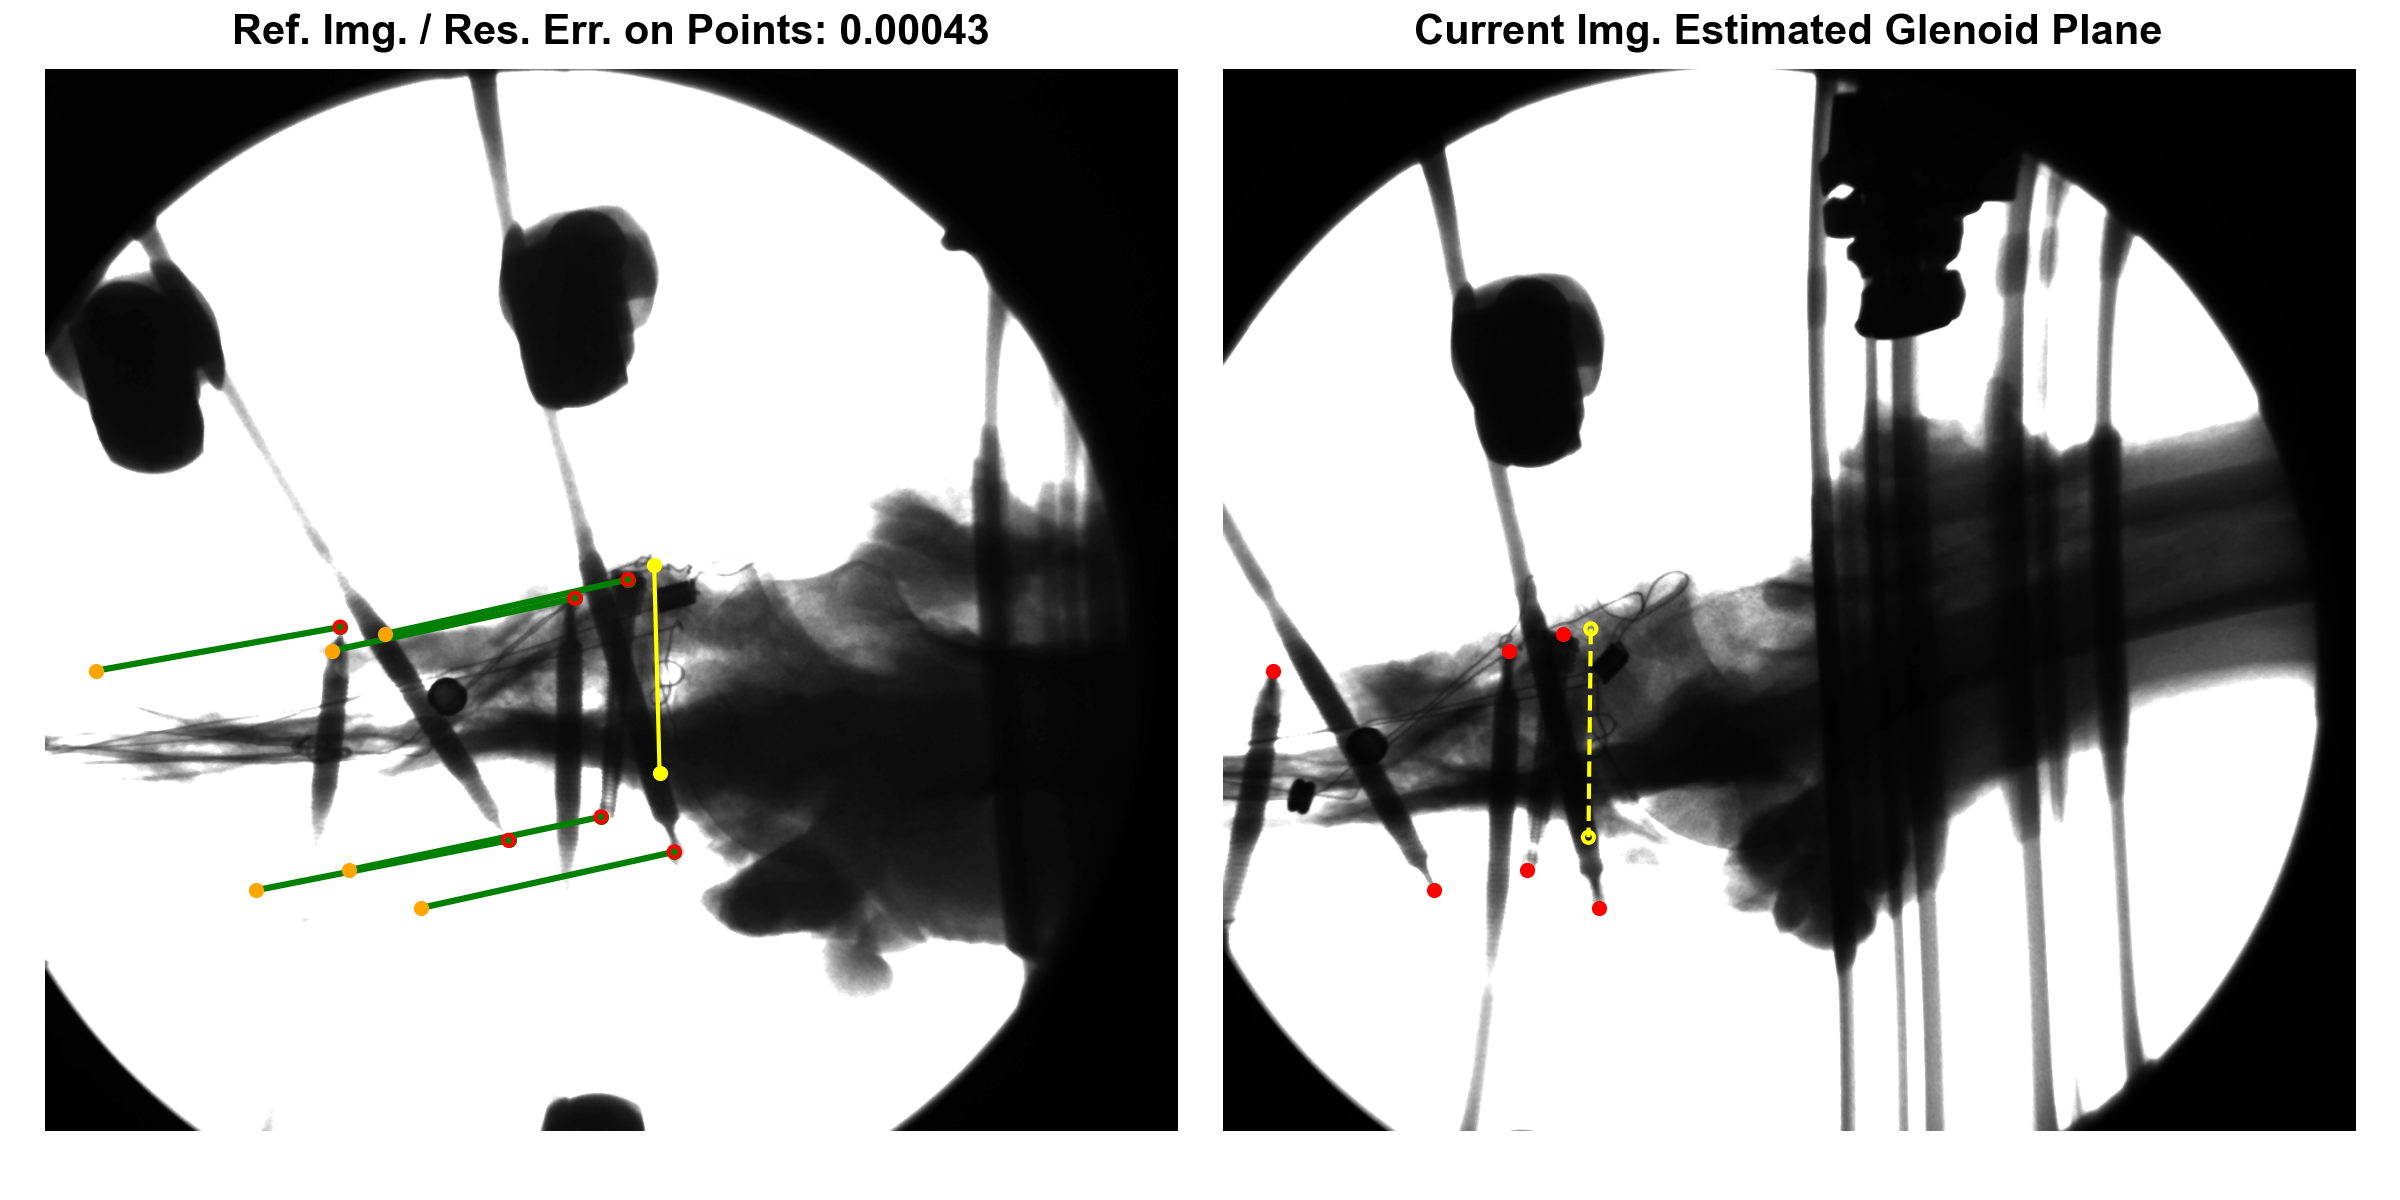 Ref. Img. / Res. Err. on Points: 0.00043
Current Img. Estimated Glenoid Plane